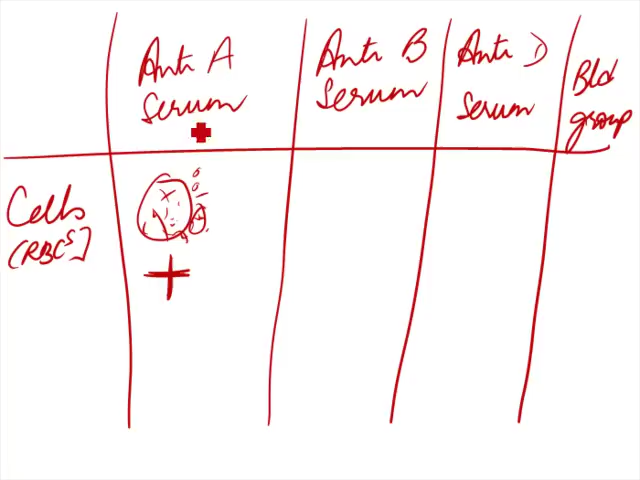 Anti A
Serum
Anti B
Serum
Anti D
Serum
Bld
group
Cells
[RBCs]
+